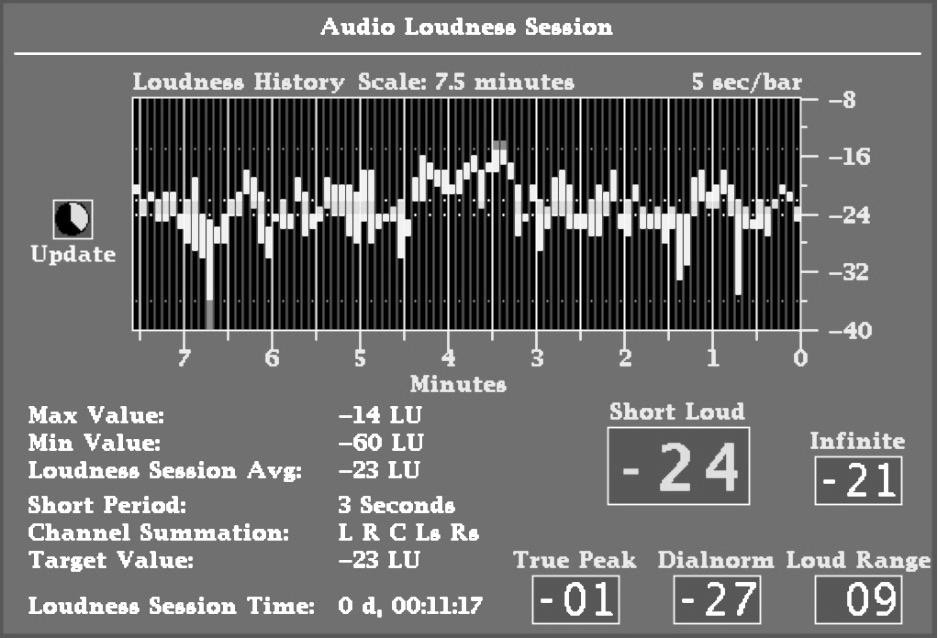 Audio Loudness Session
Loudness History Scale: 7.5 minutes 5 sec/bar
-8
-16
-24
-32
-40
Update
7 6 5 4 3 2 1 0
Minutes
Max Value: -14 LU
Min Value: -60 LU
Loudness Session Avg: -23 LU
Short Period: 3 Seconds
Channel Summation: L R C Ls Rs
Target Value: -23 LU
Loudness Session Time: 0 d, 00:11:17
Short Loud
-24
Infinite
-21
True Peak Dialnorm Loud Range
-01 -27 09